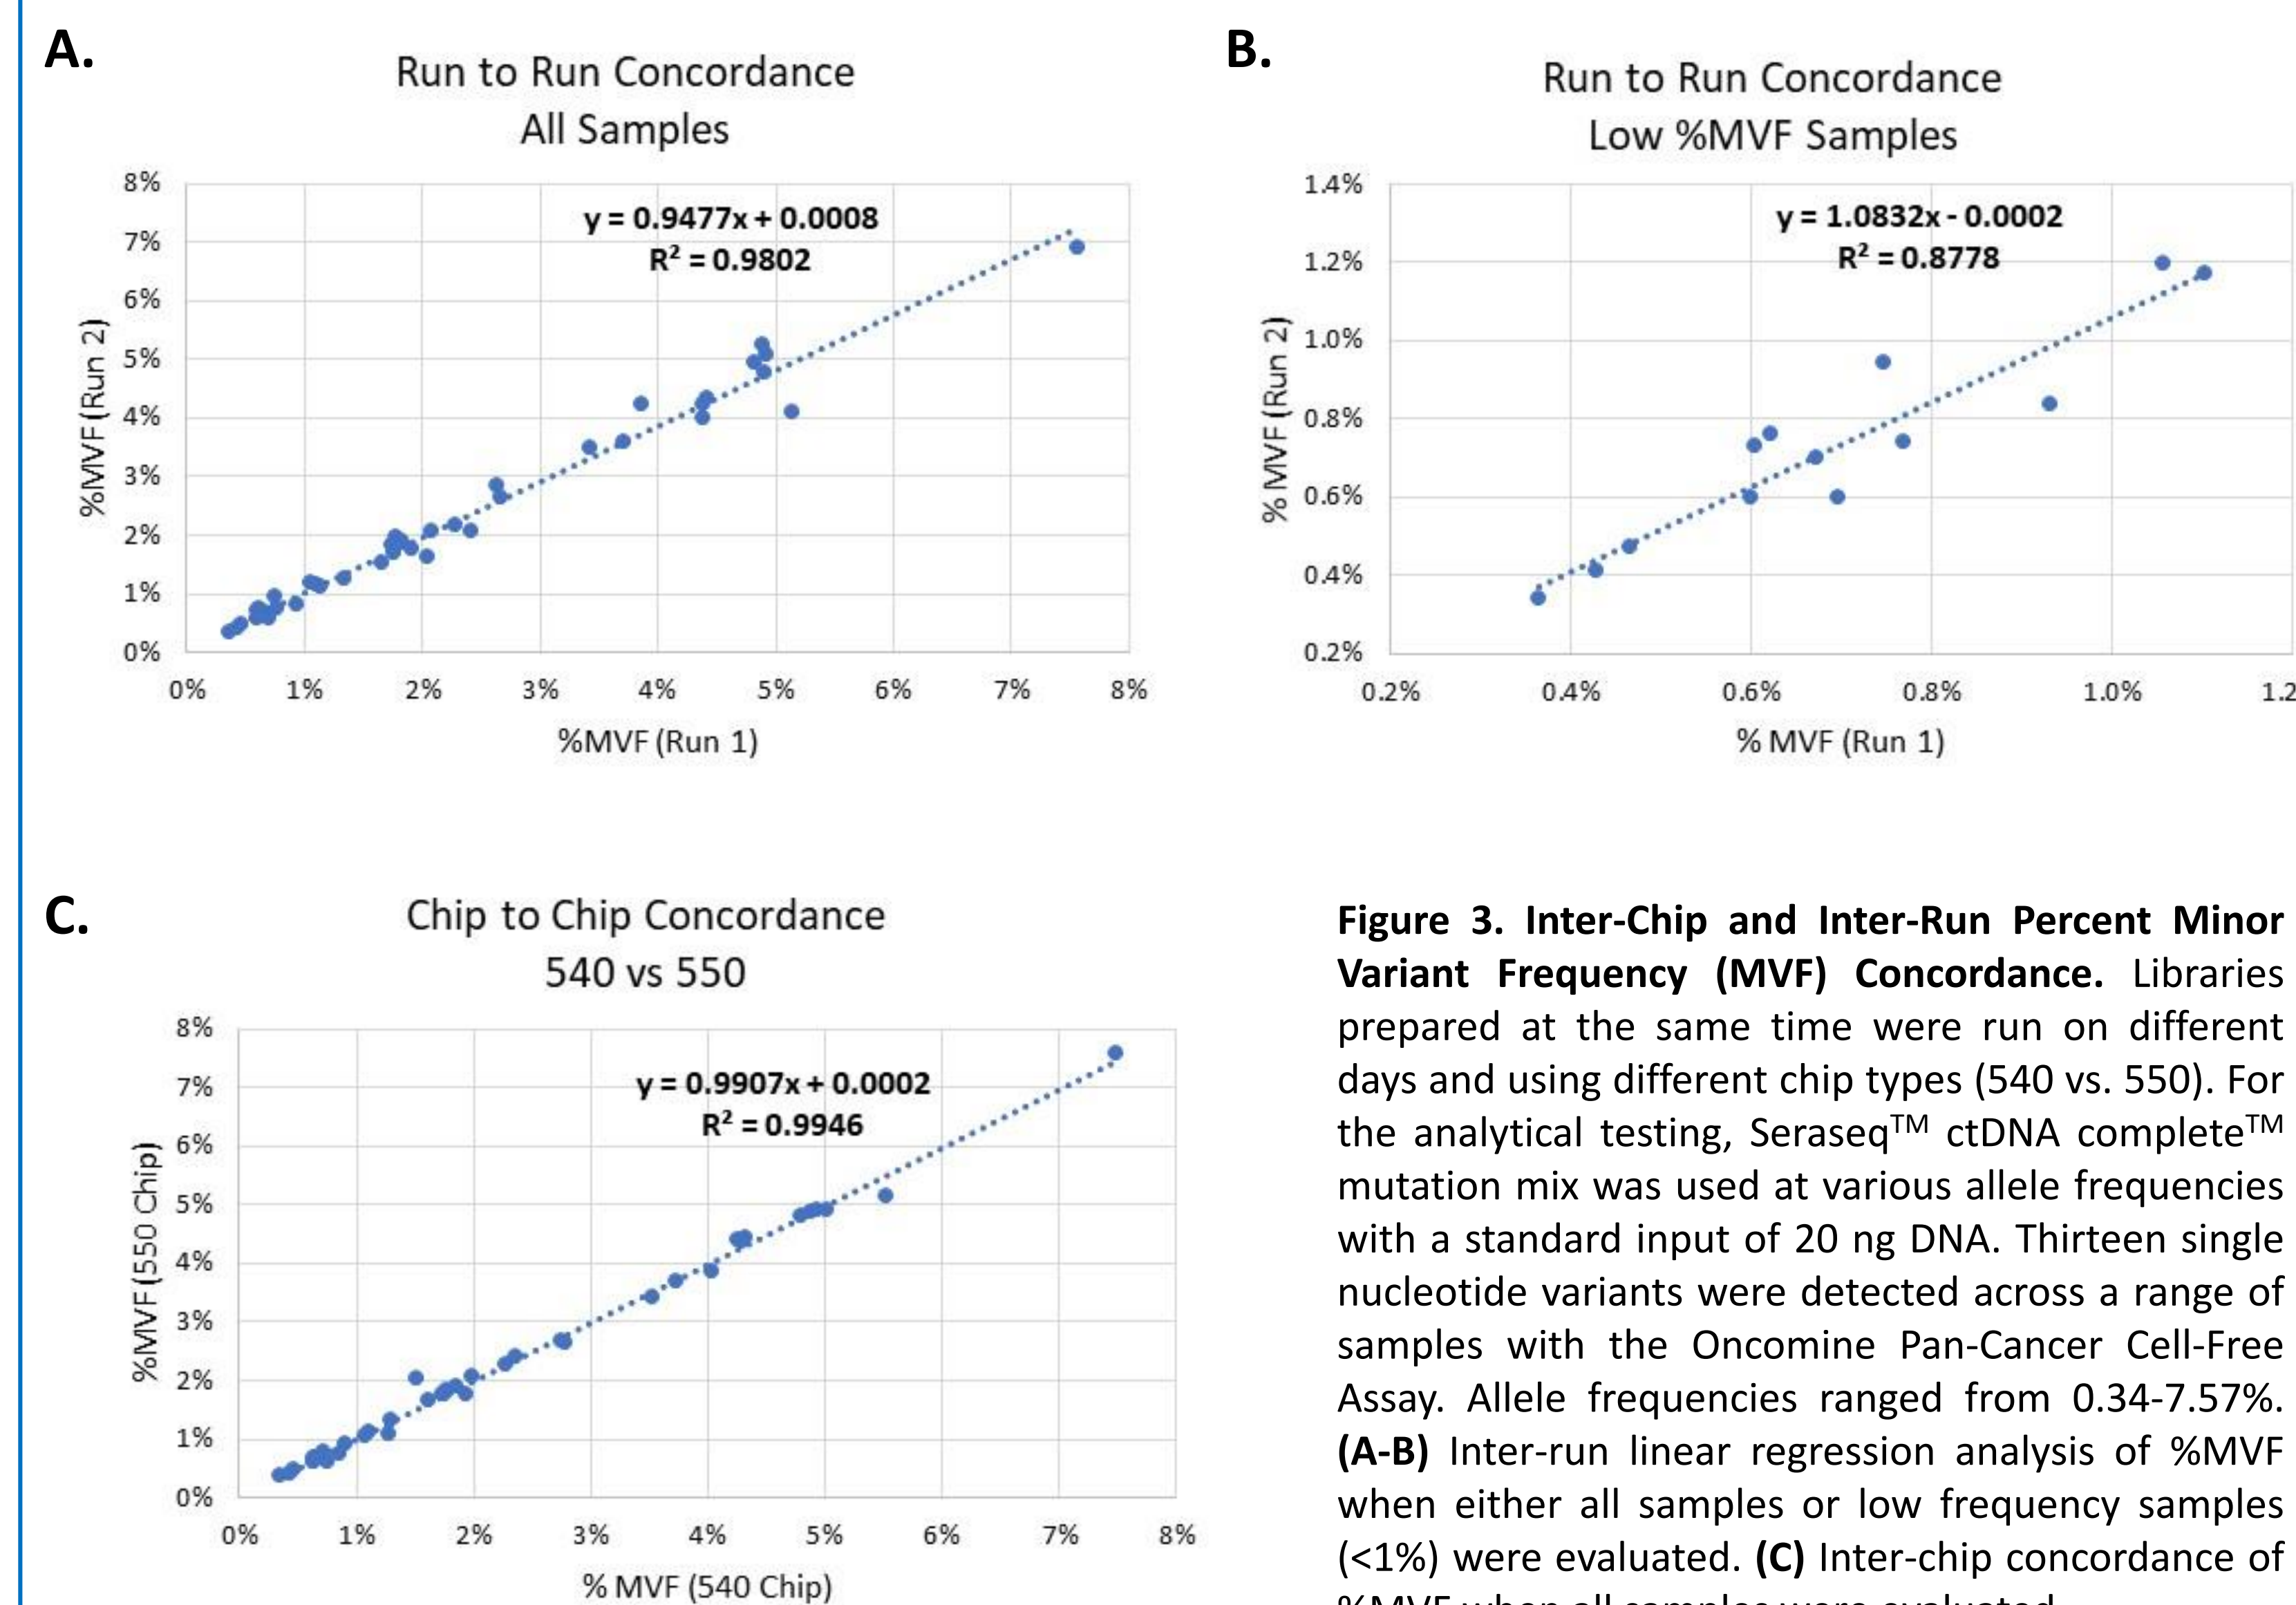 A.
Run to Run Concordance
All Samples
8%
7%
6%
5%
4%
3%
2%
1%
0%
y = 0.9477x + 0.0008
R² = 0.9802
%MVF (Run 2)
0% 1% 2% 3% 4% 5% 6% 7% 8%
%MVF (Run 1)
B.
Run to Run Concordance
Low %MVF Samples
1.4%
1.2%
1.0%
0.8%
0.6%
0.4%
0.2%
y = 1.0832x - 0.0002
R² = 0.8778
% MVF (Run 2)
0.2% 0.4% 0.6% 0.8% 1.0% 1.2
% MVF (Run 1)
C.
Chip to Chip Concordance
540 vs 550
8%
7%
6%
5%
4%
3%
2%
1%
0%
y = 0.9907x + 0.0002
R² = 0.9946
%MVF (550 Chip)
0% 1% 2% 3% 4% 5% 6% 7% 8%
% MVF (540 Chip)
Figure 3. Inter-Chip and Inter-Run Percent Minor
Variant Frequency (MVF) Concordance. Libraries
prepared at the same time were run on different
days and using different chip types (540 vs. 550). For
the analytical testing, Seraseq™ ctDNA complete™
mutation mix was used at various allele frequencies
with a standard input of 20 ng DNA. Thirteen single
nucleotide variants were detected across a range of
samples with the Oncomine Pan-Cancer Cell-Free
Assay. Allele frequencies ranged from 0.34-7.57%.
(A-B) Inter-run linear regression analysis of %MVF
when either all samples or low frequency samples
(<1%) were evaluated. (C) Inter-chip concordance of
%MVF when all samples were evaluated